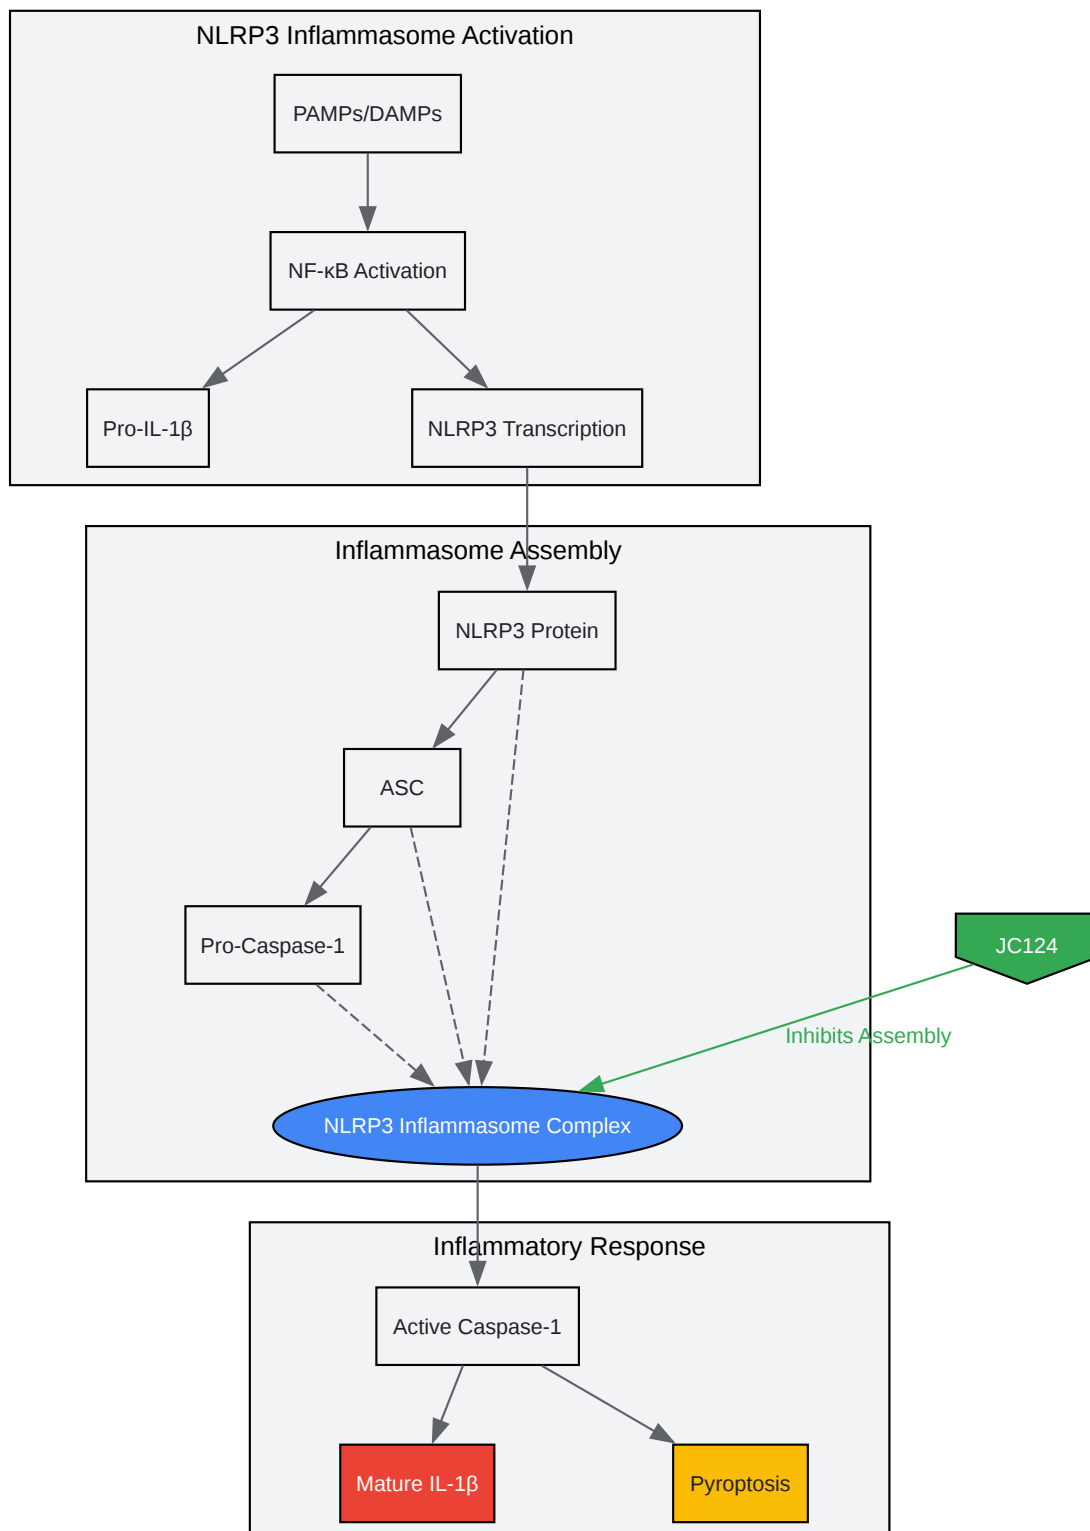 NLRP3 Inflammasome Activation
PAMPs/DAMPs
NF-κB Activation
Pro-IL-1β
NLRP3 Transcription
Inflammasome Assembly
NLRP3 Protein
ASC
Pro-Caspase-1
JC124
Inhibits Assembly
NLRP3 Inflammasome Complex
Inflammatory Response
Active Caspase-1
Mature IL-1β
Pyroptosis